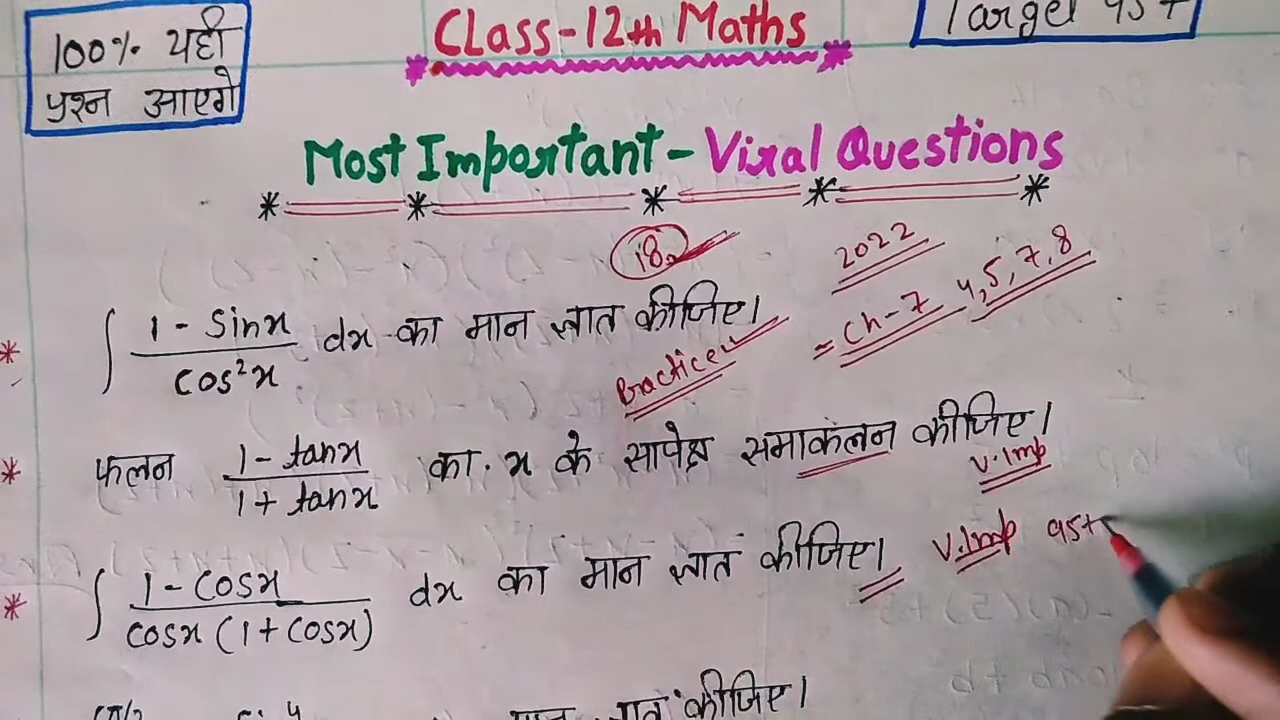 100% यही
प्रश्न आएगे
Class-12th Maths
Target 95+
Most Important - Viral Questions
18
2022
= Ch-7 4,5,7,8
∫ 1 - Sinx / Cos²x dx का मान ज्ञात कीजिए।
Practice
फलन 1 - tanx / 1 + tanx का x के सापेक्ष समाकलन कीजिए।
V.Imp
∫ 1 - Cosx / Cosx (1 + Cosx) dx का मान ज्ञात कीजिए। V.Imp 95+
ज्ञात कीजिए।